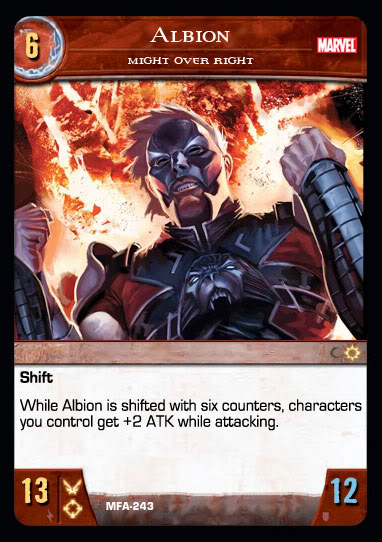 6
ALBION
MIGHT OVER RIGHT
MARVEL
C
Shift
While Albion is shifted with six counters, characters
you control get +2 ATK while attacking.
13
MFA-243
12